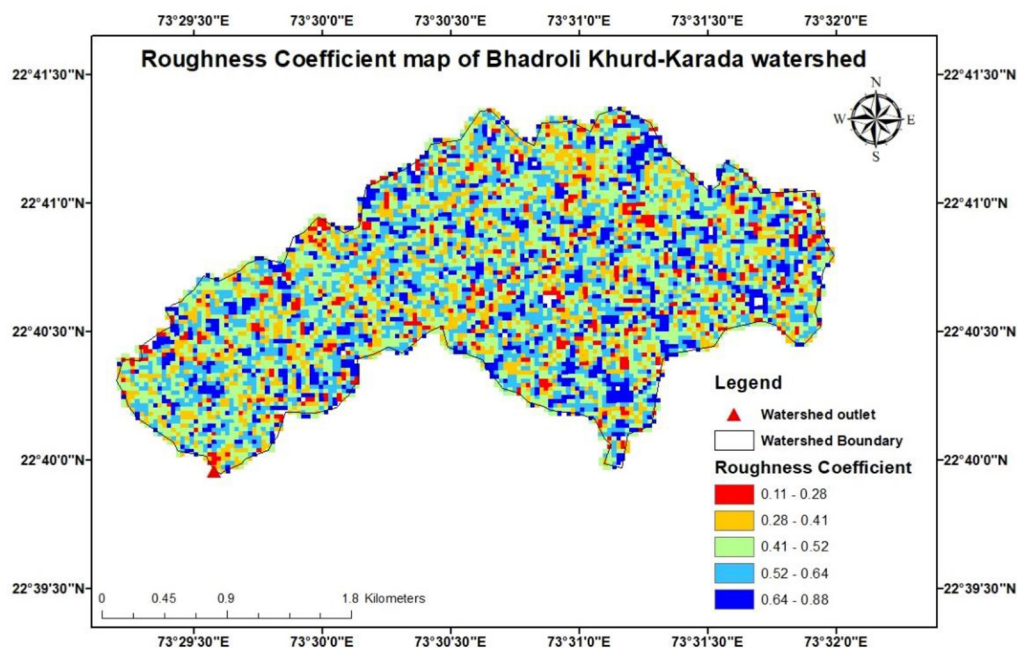 73°29'30"E 73°30'0"E 73°30'30"E 73°31'0"E 73°31'30"E 73°32'0"E
Roughness Coefficient map of Bhadroli Khurd-Karada watershed
22°41'30"N 22°41'30"N
N
W E
S
22°41'0"N 22°41'0"N
22°40'30"N 22°40'30"N
Legend
Watershed outlet
Watershed Boundary
22°40'0"N 22°40'0"N
Roughness Coefficient
0.11 - 0.28
0.28 - 0.41
0.41 - 0.52
0.52 - 0.64
0.64 - 0.88
22°39'30"N 22°39'30"N
0 0.45 0.9 1.8 Kilometers
73°29'30"E 73°30'0"E 73°30'30"E 73°31'0"E 73°31'30"E 73°32'0"E